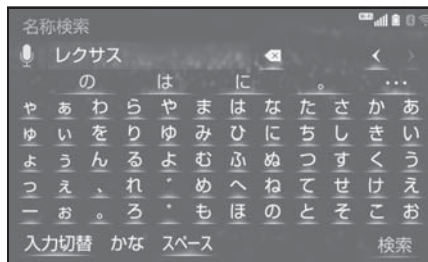 名称検索
レクサス
の は に 。 …
ゃ ぁ わ ら や ま は な た さ か あ
ゅ ぃ を り ゆ み ひ に ち し き い
ょ ぅ ん る よ む ふ ぬ つ す く う
っ ぇ 、 れ ゛ め へ ね て せ け え
ー ぉ 。 ろ ゜ も ほ の と そ こ お
入力切替 かな スペース 検索